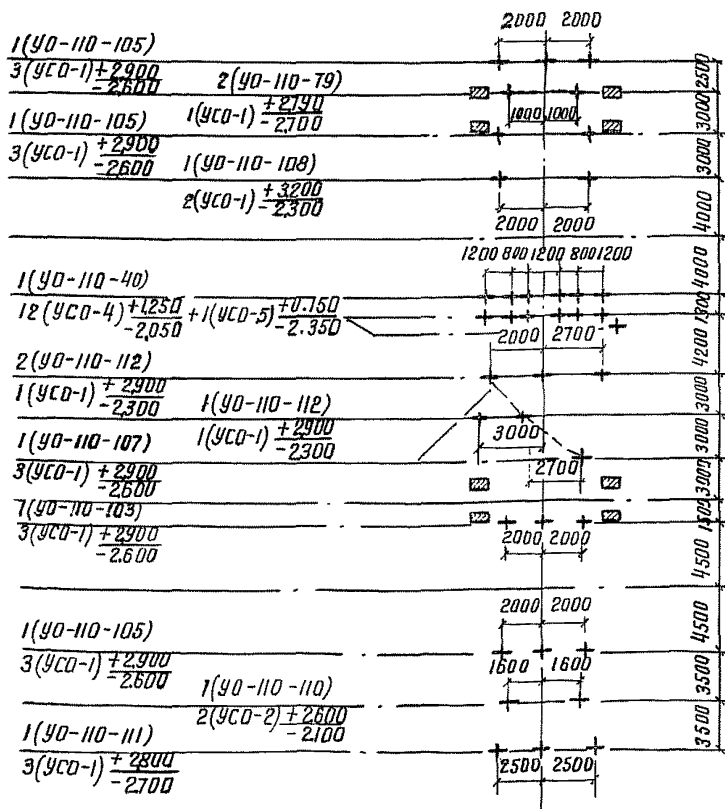 2000 2000
1(УО-110-105)
3(УСО-1) +2,900
-2,600
2(УО-110-79)
1(УСО-1) +2,790
-2,700
1000 1000
1(УО-110-105)
3(УСО-1) +2,900
-2,600
1(УО-110-108)
2(УСО-1) +3,200
-2,300
2000 2000
1200 800 1200 800 1200
1(УО-110-40)
12(УСО-4) +1,250
-2,050
+1(УСО-5) +0.150
-2.350
2000 2700
2(УО-110-112)
1(УСО-1) +2,900
-2,300
1(УО-110-112)
1(УСО-1) +2,900
-2,300
3000
1(УО-110-107)
3(УСО-1) +2,900
-2,600
2700
1(УО-110-103)
3(УСО-1) +2,900
-2.600
2000 2000
2000 2000
1(УО-110-105)
3(УСО-1) +2,900
-2,600
1600 1600
1(УО-110-110)
2(УСО-2) +2,600
-2,100
1(УО-110-111)
3(УСО-1) +2,800
-2,700
2500 2500
2500
3000
3000
4000
4000
1300
4200
3000
3000
3000
1500
4500
4500
3500
3500